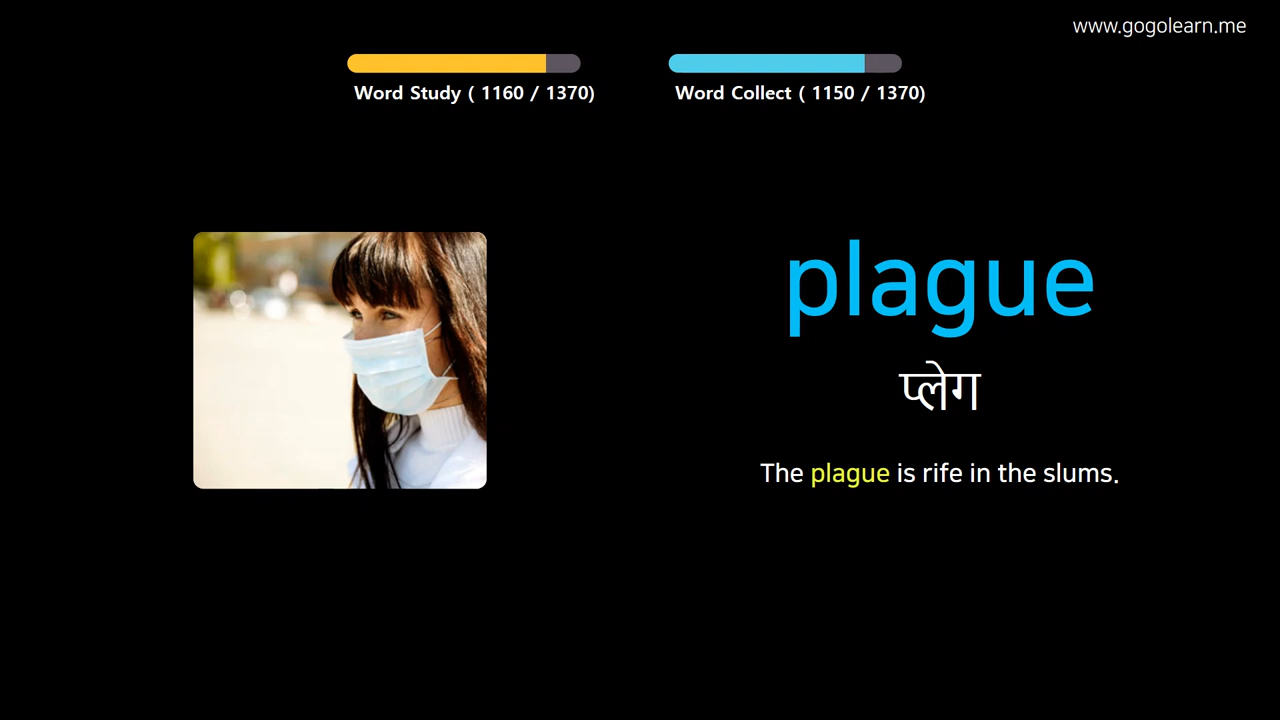 www.gogolearn.me
Word Study ( 1160 / 1370)
Word Collect ( 1150 / 1370)
plague
प्लेग
The plague is rife in the slums.